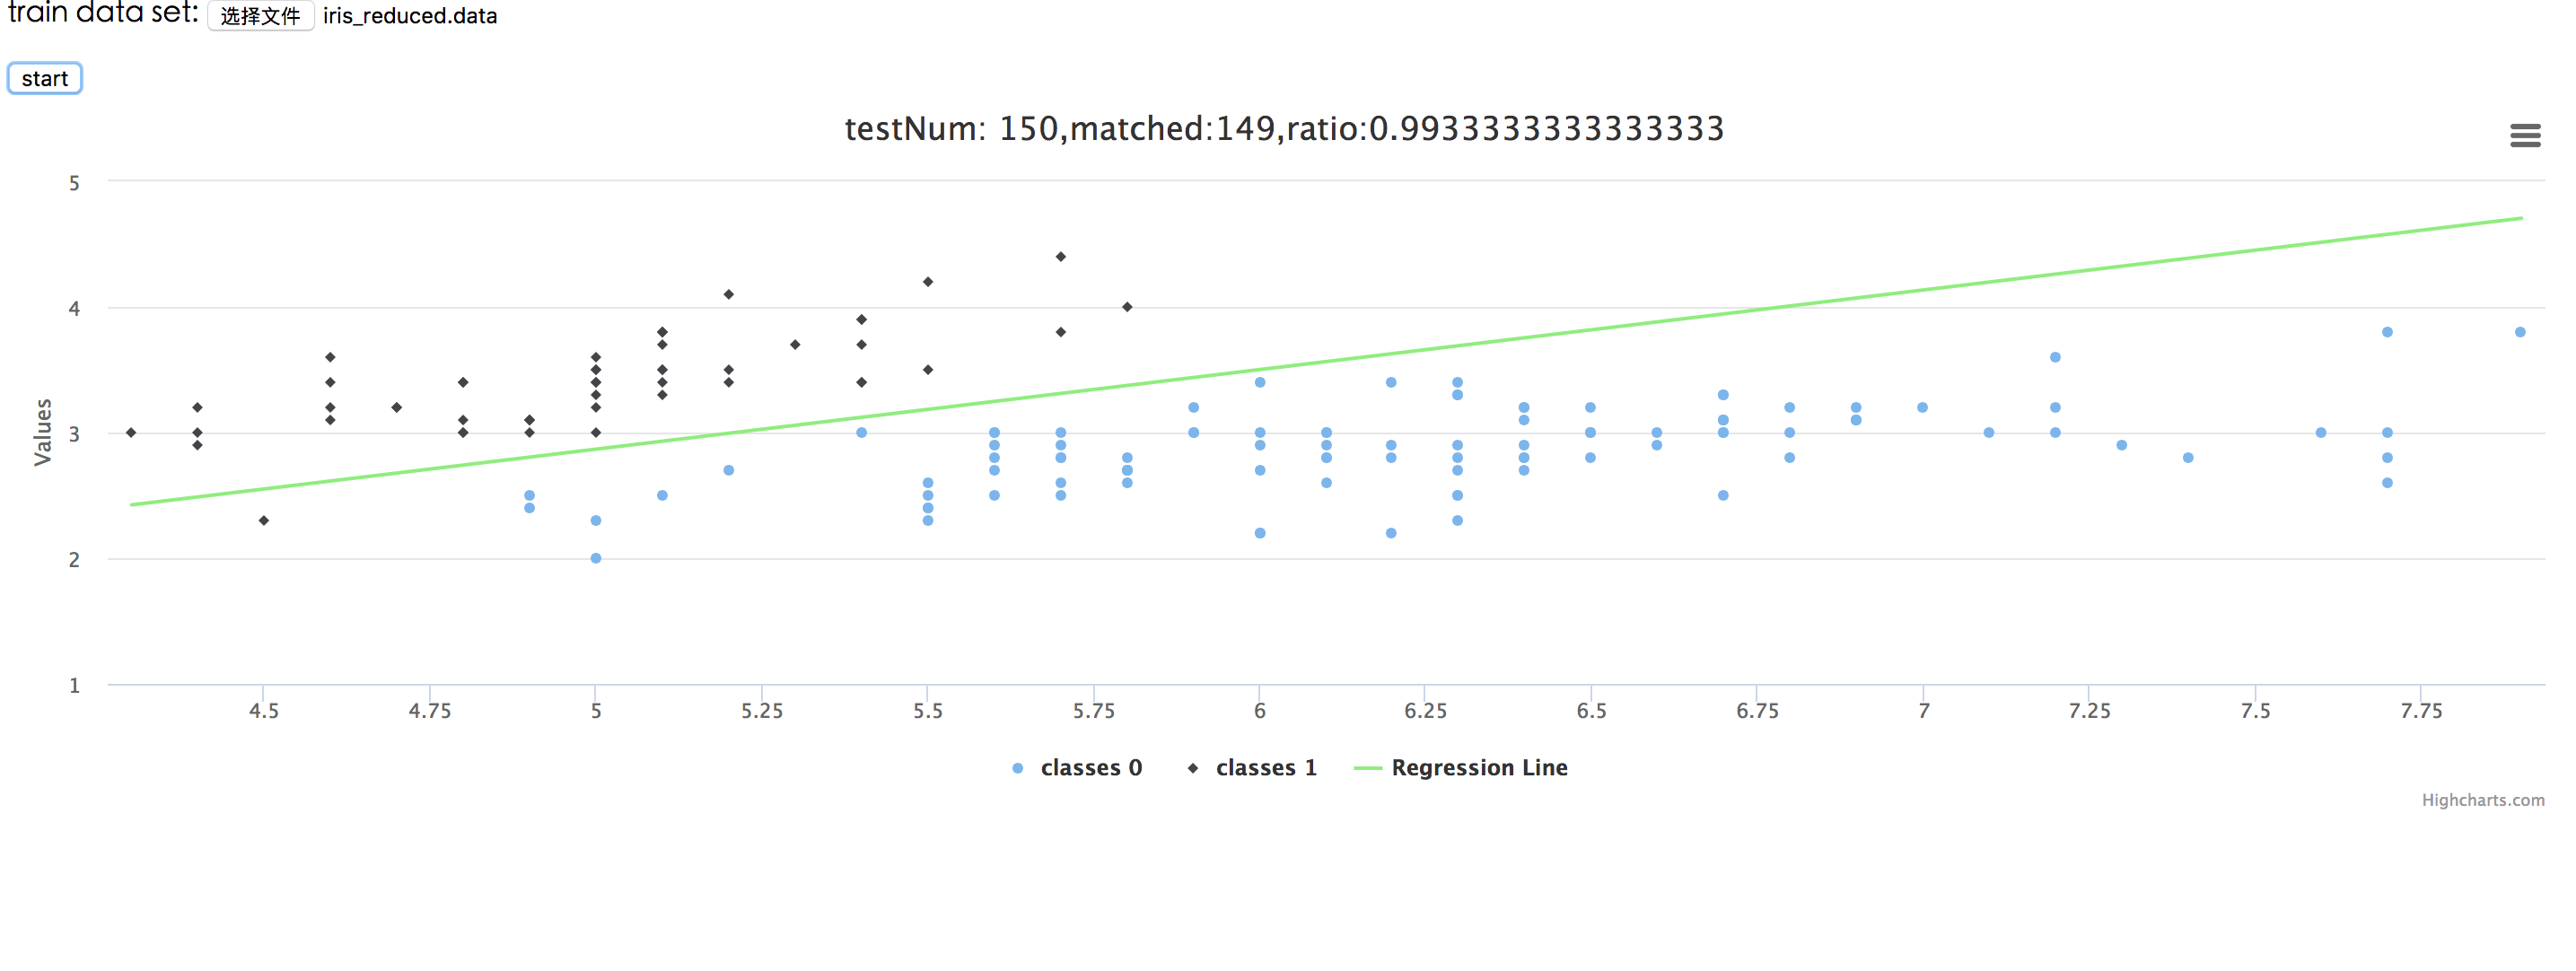 train data set: 选择文件 iris_reduced.data
start
testNum: 150,matched:149,ratio:0.9933333333333333
5
4
3
2
1
Values
4.5 4.75 5 5.25 5.5 5.75 6 6.25 6.5 6.75 7 7.25 7.5 7.75
classes 0 classes 1 Regression Line
Highcharts.com